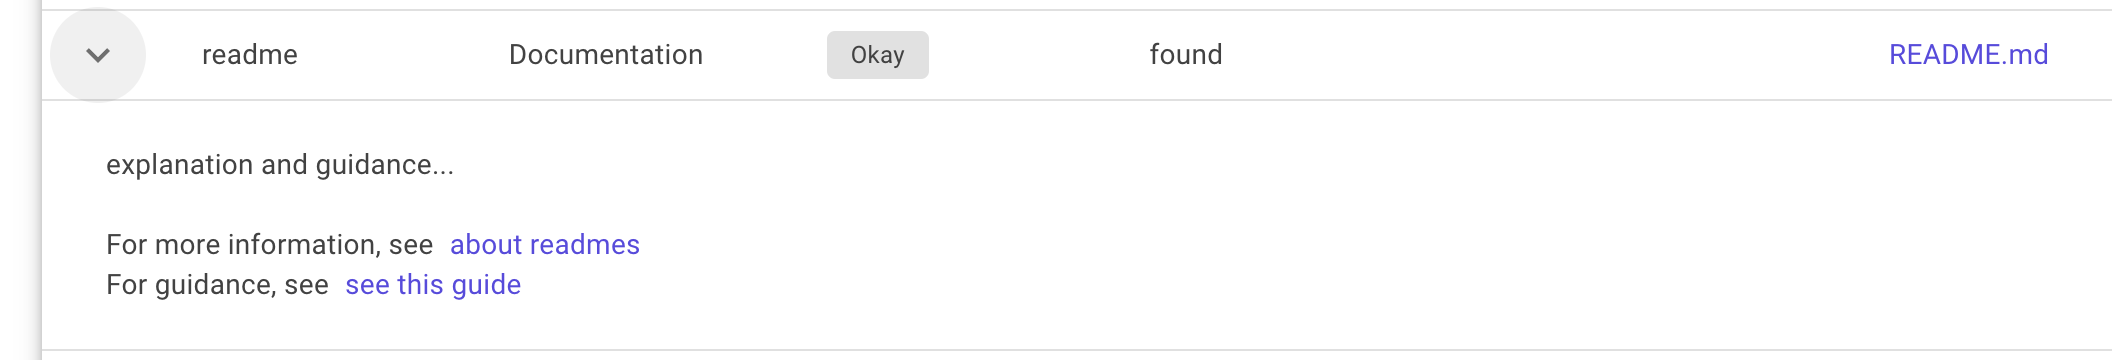 readme Documentation Okay found README.md
explanation and guidance...
For more information, see about readmes
For guidance, see see this guide